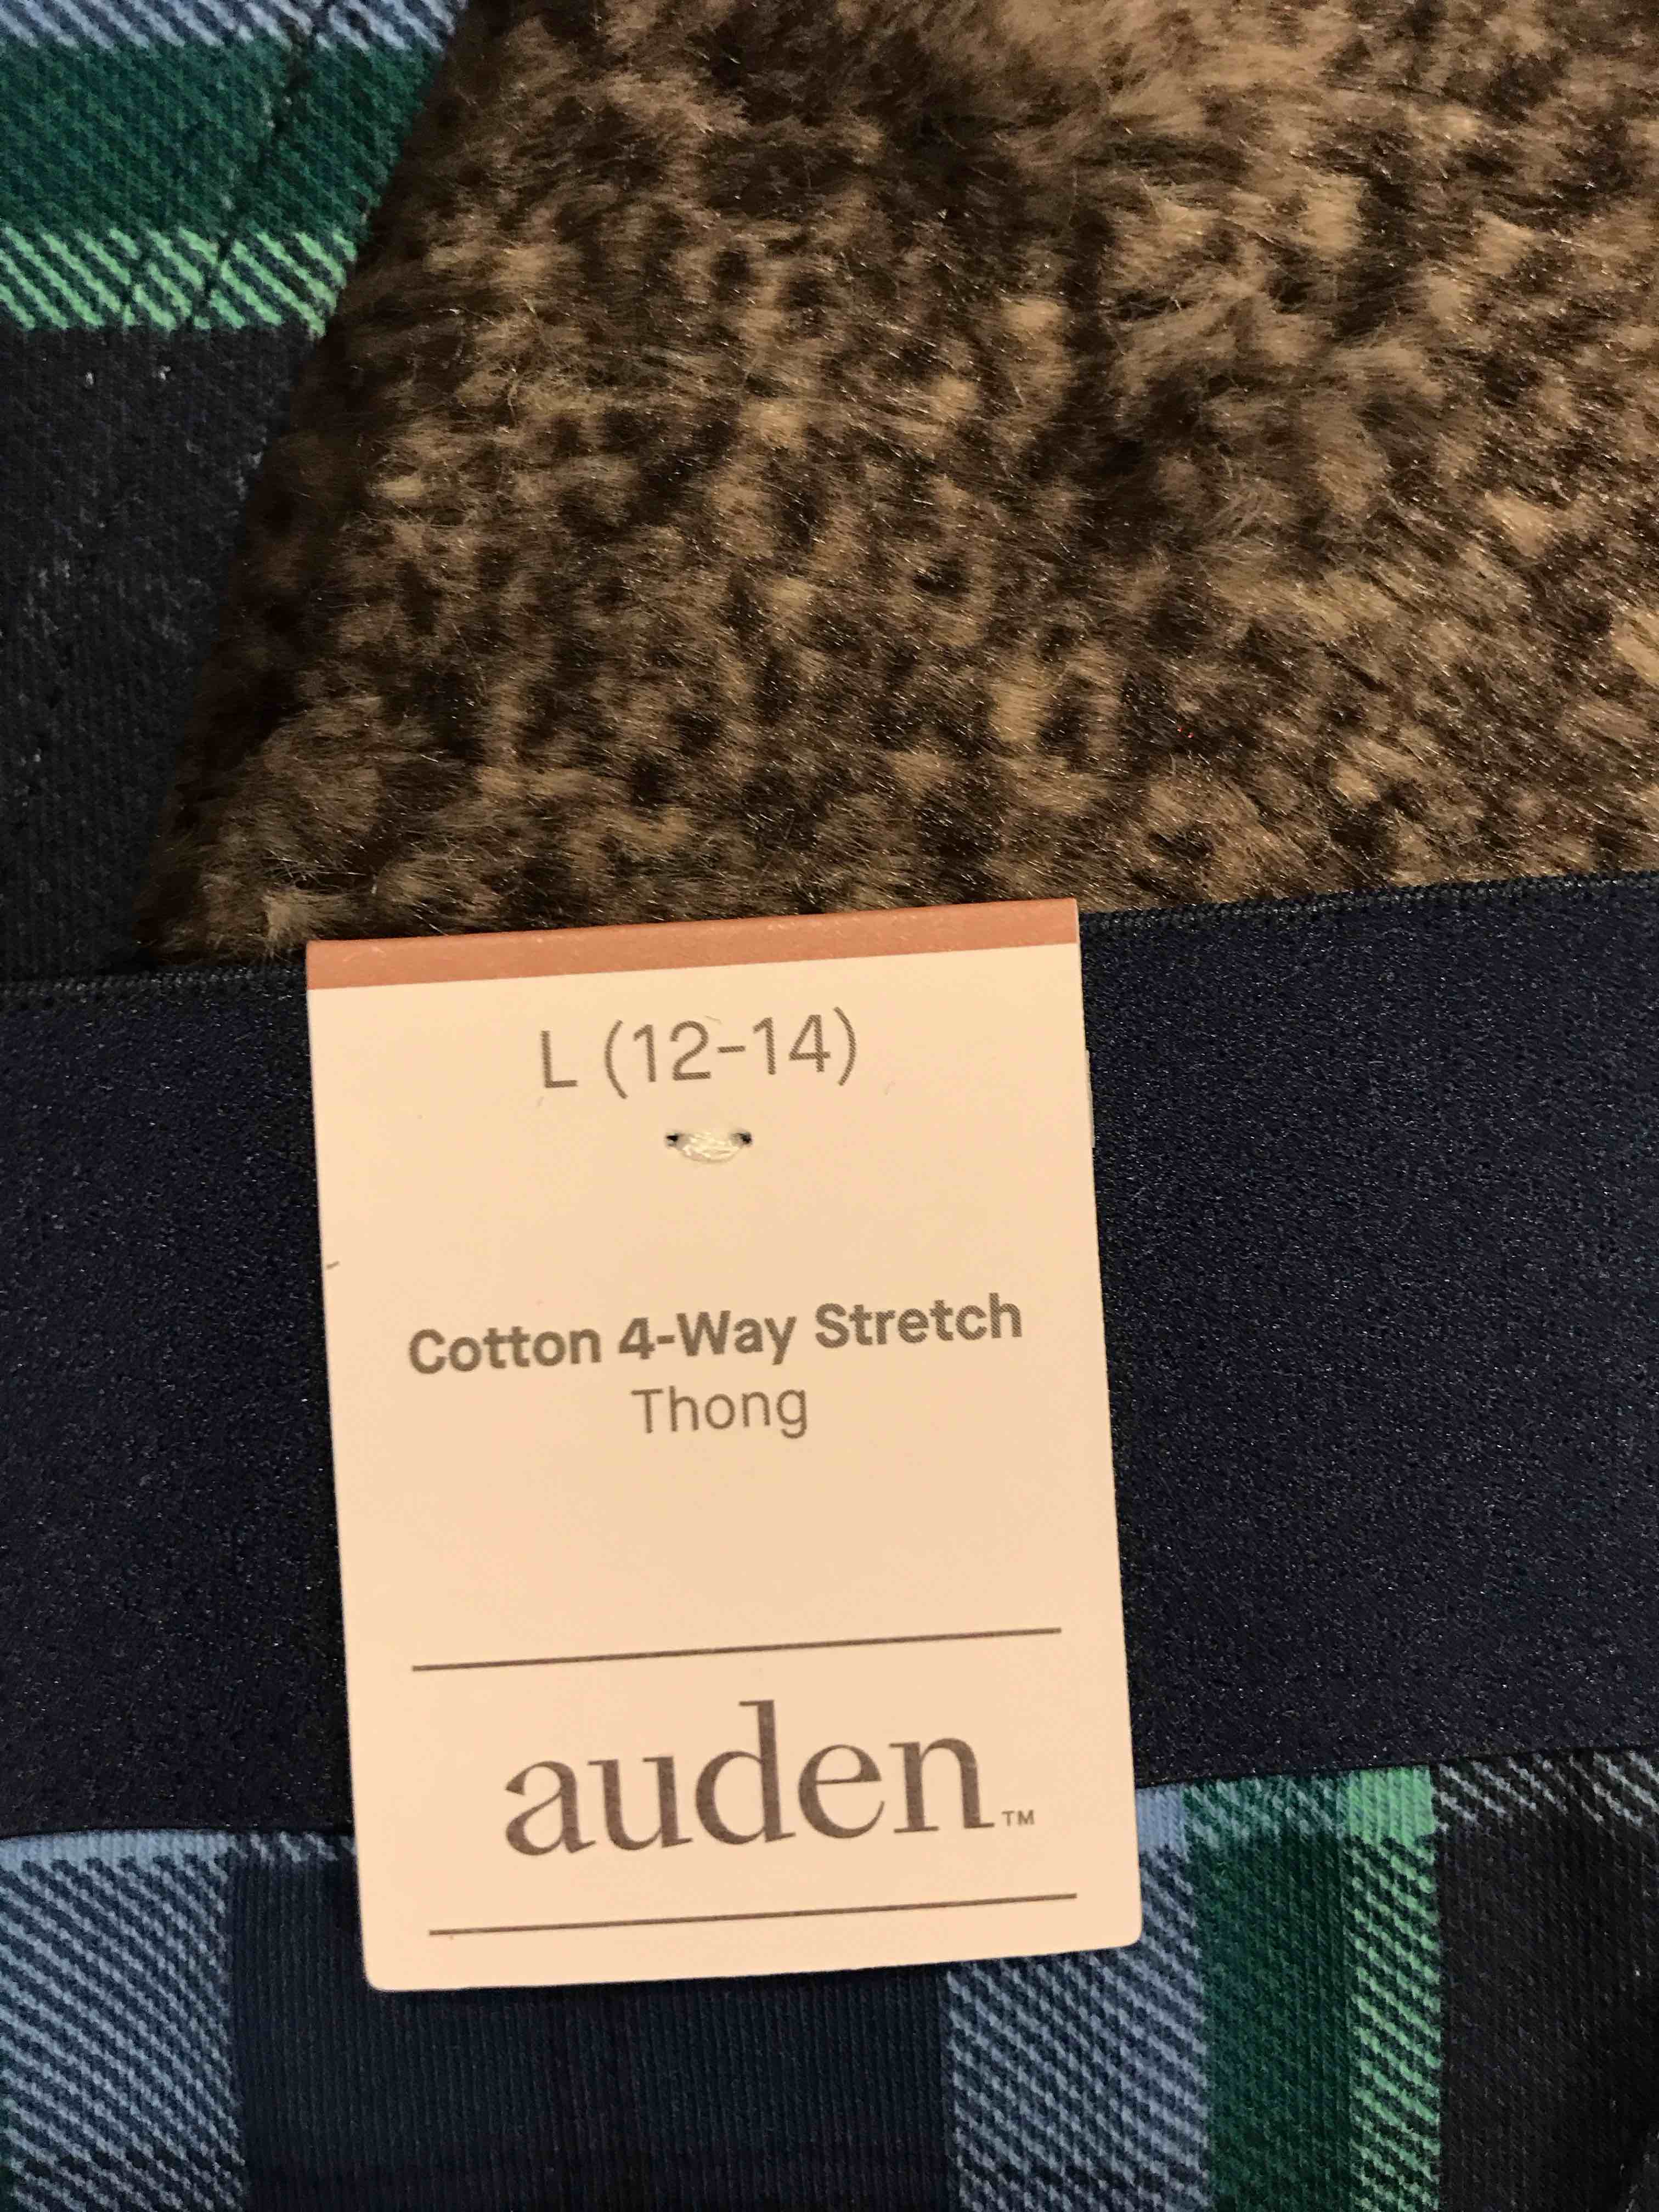 L (12-14)
Cotton 4-Way Stretch
Thong
auden™